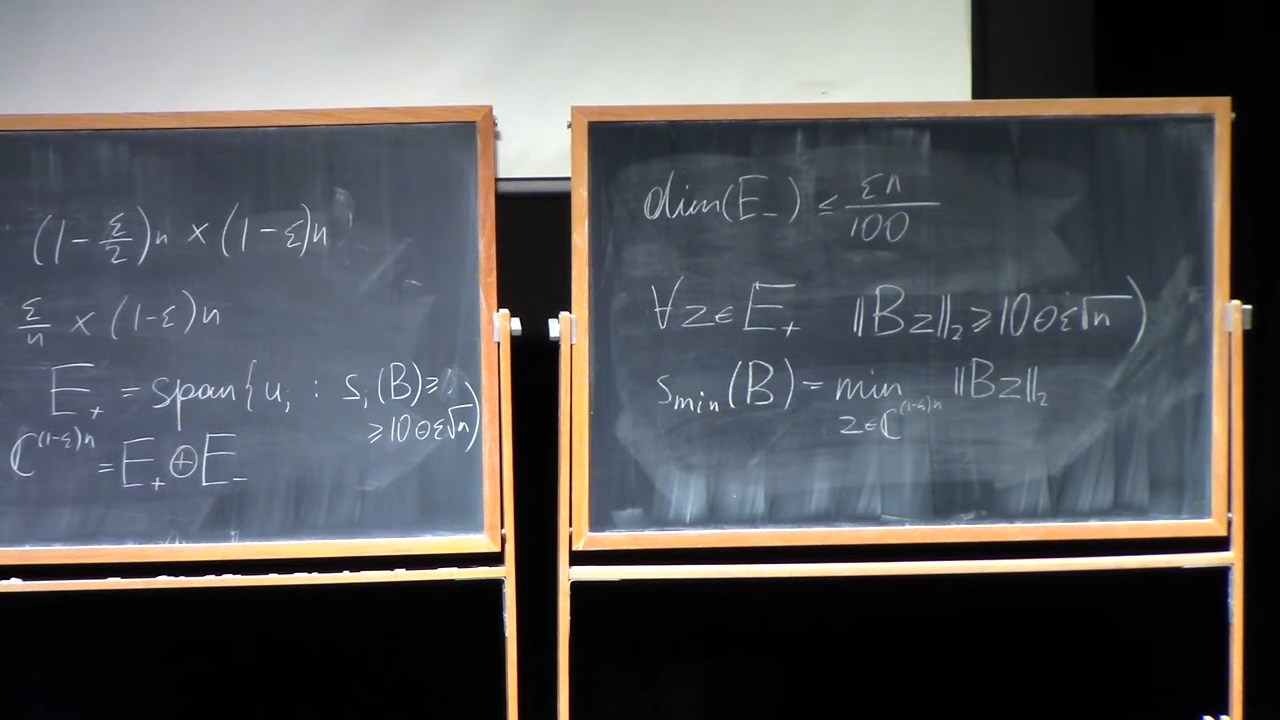 (1-ε/2)n × (1-ε)n
ε/n × (1-ε)n
E₊ = span{uᵢ : sᵢ(B) ≥
≥ 10θε√n)
ℂ^{(1-ε)n} = E₊ ⊕ E₋
dim(E₋) ≤ εn/100
∀z∈E₊ ‖Bz‖₂ ≥ 10θε√n)
s_min(B) = min ‖Bz‖₂
z∈ℂ^{(1-ε)n}